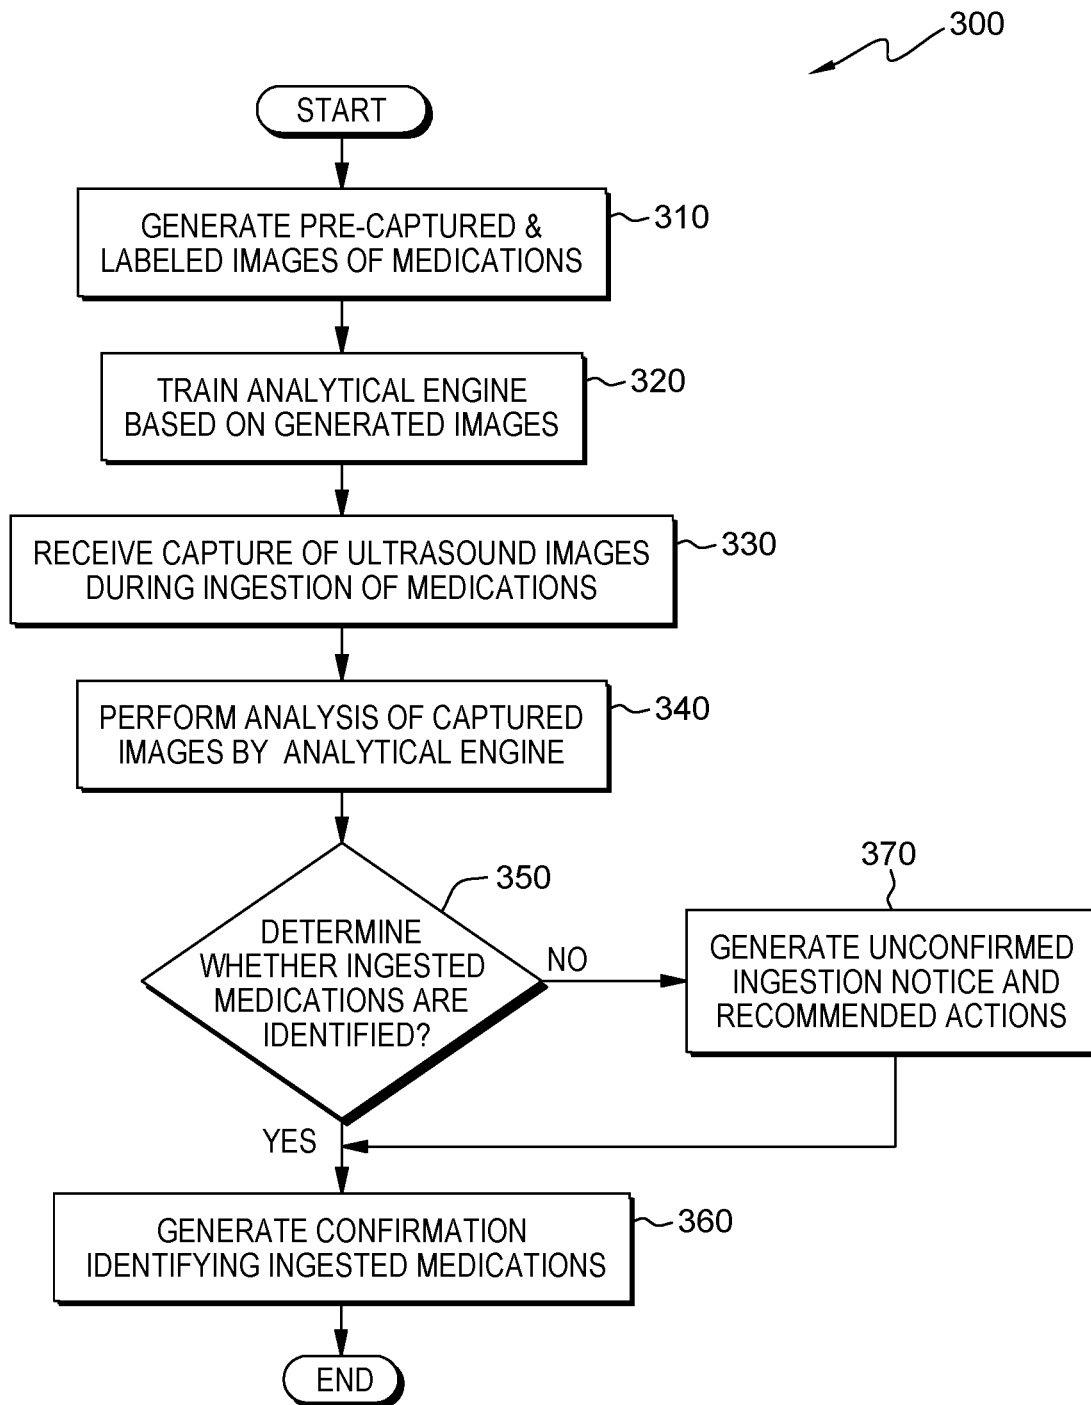 300
START
GENERATE PRE-CAPTURED &
LABELED IMAGES OF MEDICATIONS
310
TRAIN ANALYTICAL ENGINE
BASED ON GENERATED IMAGES
320
RECEIVE CAPTURE OF ULTRASOUND IMAGES
DURING INGESTION OF MEDICATIONS
330
PERFORM ANALYSIS OF CAPTURED
IMAGES BY ANALYTICAL ENGINE
340
DETERMINE
WHETHER INGESTED
MEDICATIONS ARE
IDENTIFIED?
350
NO
370
GENERATE UNCONFIRMED
INGESTION NOTICE AND
RECOMMENDED ACTIONS
YES
GENERATE CONFIRMATION
IDENTIFYING INGESTED MEDICATIONS
360
END